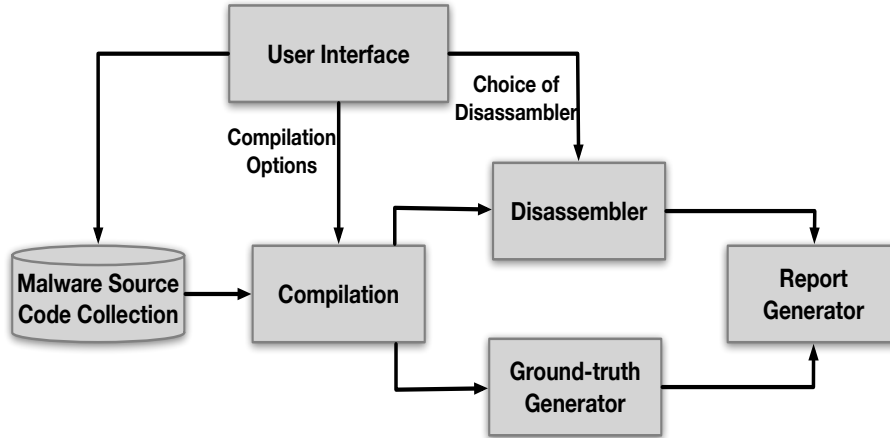 User Interface
Choice of
Disassambler
Compilation
Options
Disassembler
Malware Source
Code Collection
Compilation
Report
Generator
Ground-truth
Generator